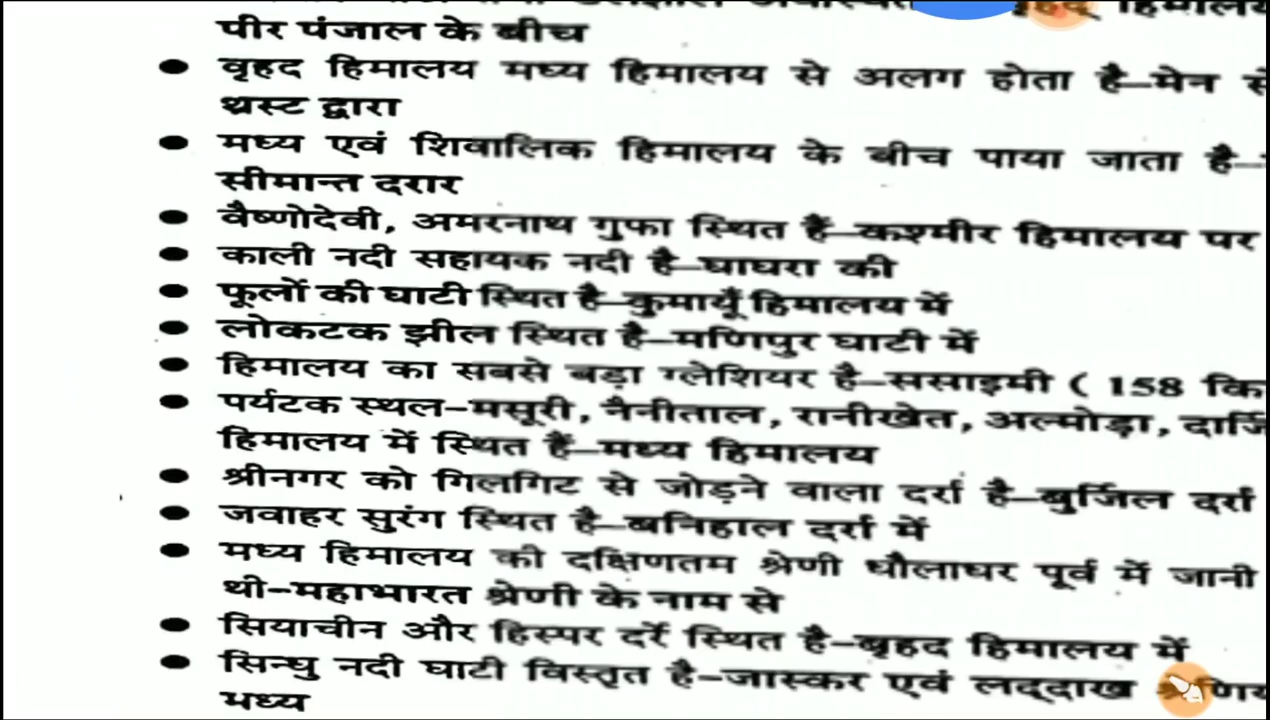 पीर पंजाल के बीच
● वृहद हिमालय मध्य हिमालय से अलग होता है–मेन
थ्रस्ट द्वारा
● मध्य एवं शिवालिक हिमालय के बीच पाया जाता है–
सीमान्त दरार
● वैष्णोदेवी, अमरनाथ गुफा स्थित हैं–कश्मीर हिमालय पर
● काली नदी सहायक नदी है–घाघरा की
● फूलों की घाटी स्थित है–कुमायूँ हिमालय में
● लोकटक झील स्थित है–मणिपुर घाटी में
● हिमालय का सबसे बड़ा ग्लेशियर है–ससाइमी ( 158 कि
● पर्यटक स्थल–मसूरी, नैनीताल, रानीखेत, अल्मोड़ा, दार्जि
हिमालय में स्थित हैं–मध्य हिमालय
● श्रीनगर को गिलगिट से जोड़ने वाला दर्रा है–बुर्जिल दर्रा
● जवाहर सुरंग स्थित है–बनिहाल दर्रा में
● मध्य हिमालय की दक्षिणतम श्रेणी धौलाधर पूर्व में जानी
थी–महाभारत श्रेणी के नाम से
● सियाचीन और हिस्पर दर्रे स्थित है–बृहद हिमालय में
● सिन्धु नदी घाटी विस्तृत है–जास्कर एवं लद्दाख
मध्य